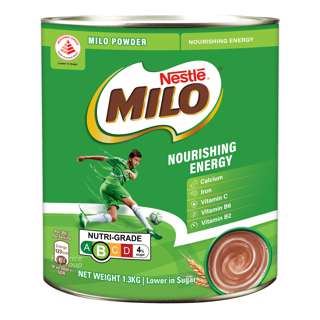 MILO POWDER
NOURISHING ENERGY
Nestlé
MILO
NOURISHING
ENERGY
Calcium
Iron
Vitamin C
Vitamin B6
Vitamin B2
NUTRI-GRADE
A B C D 4%
NET WEIGHT 1.3KG | Lower in Sugar